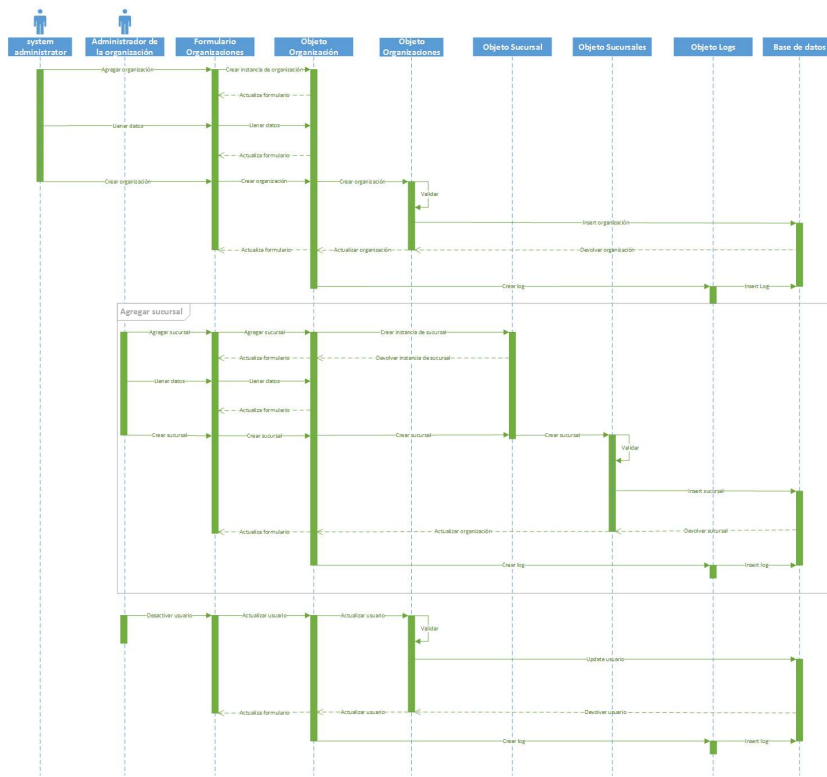 system
administrator
Administrador de
la organización
Formulario
Organizaciones
Objeto
Organización
Objeto
Organizaciones
Objeto Sucursal
Objeto Sucursales
Objeto Logs
Base de datos
Agregar organización
Crear instancia de organización
Actualiza formulario
Llenar datos
Llenar datos
Actualiza formulario
Crear organización
Crear organización
Crear organización
Validar
Insert organización
Actualiza formulario
Actualizar organización
Devolver organización
Crear log
Insert Log
Agregar sucursal
Agregar sucursal
Agregar sucursal
Crear instancia de sucursal
Actualiza formulario
Devolver instancia de sucursal
Llenar datos
Llenar datos
Actualiza formulario
Crear sucursal
Crear sucursal
Crear sucursal
Crear sucursal
Validar
Insert sucursal
Actualiza formulario
Actualizar organización
Devolver sucursal
Crear log
Insert log
Desactivar usuario
Actualizar usuario
Actualizar usuario
Validar
Update usuario
Actualiza formulario
Actualizar usuario
Devolver usuario
Crear log
Insert log